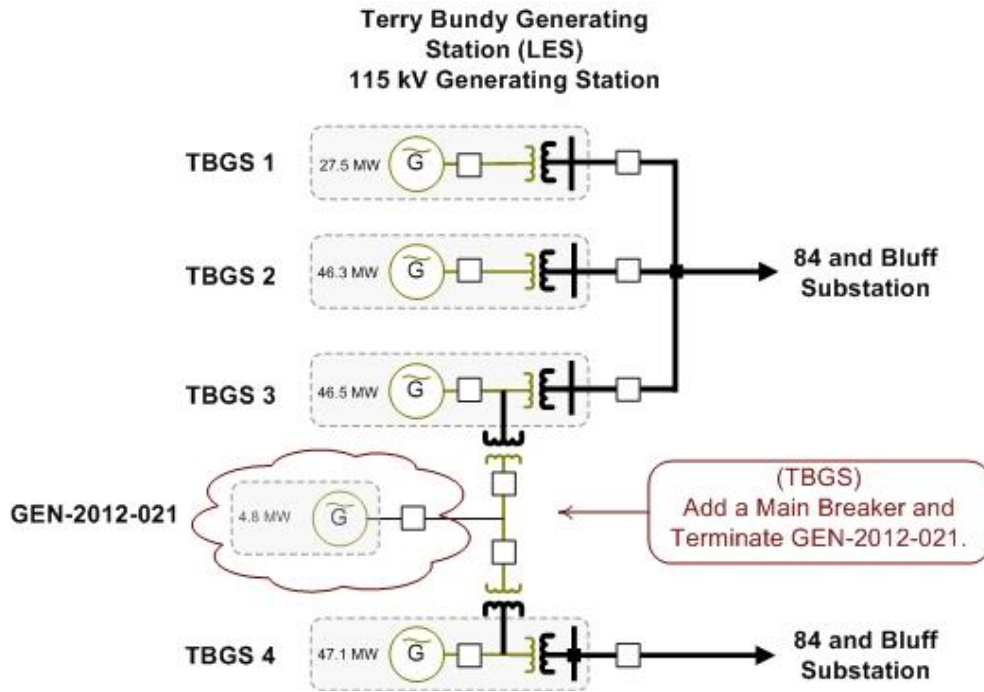 Terry Bundy Generating
Station (LES)
115 kV Generating Station
TBGS 1
27.5 MW
G
TBGS 2
46.3 MW
G
84 and Bluff
Substation
TBGS 3
46.5 MW
G
GEN-2012-021
4.8 MW
G
(TBGS)
Add a Main Breaker and
Terminate GEN-2012-021.
TBGS 4
47.1 MW
G
84 and Bluff
Substation